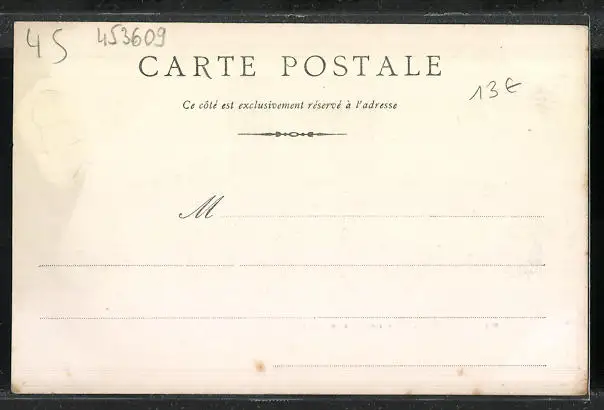 45
453609
CARTE POSTALE
13€
Ce côté est exclusivement réservé à l'adresse
M